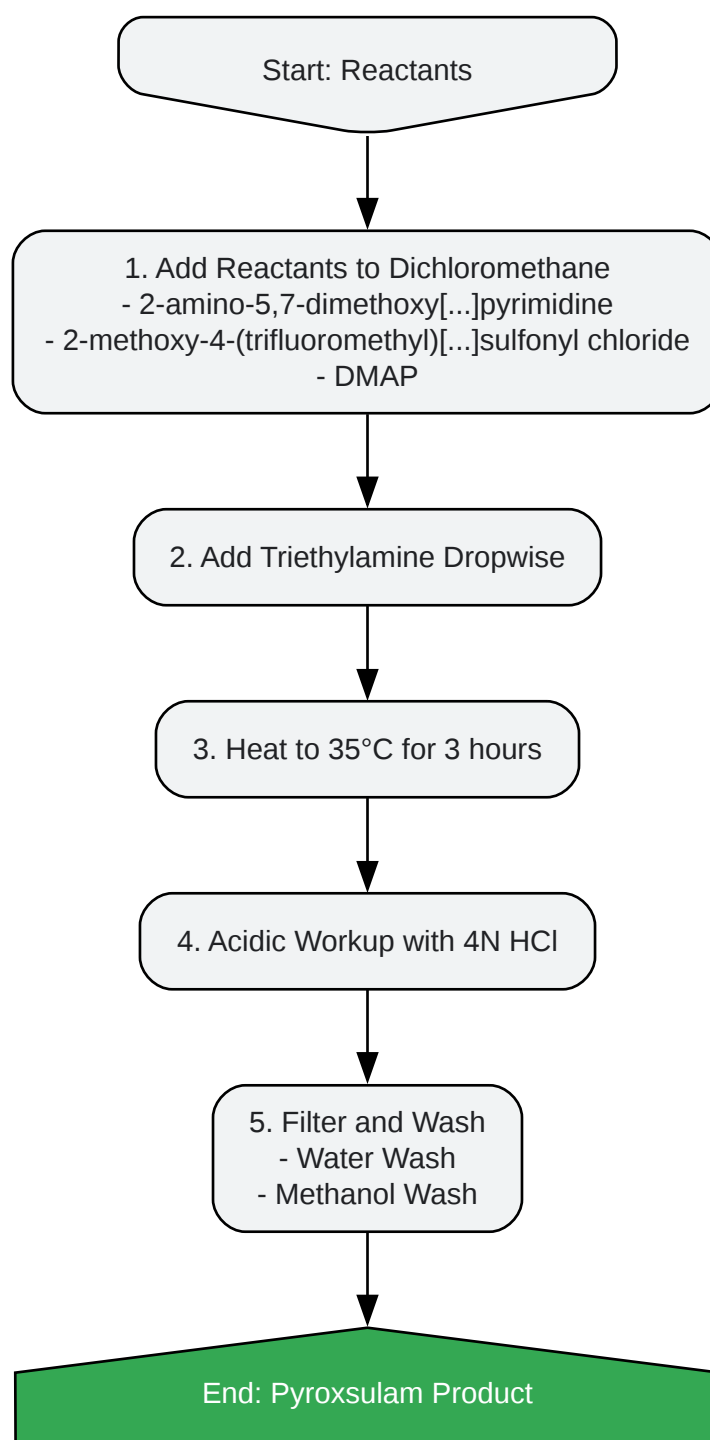 Start: Reactants
1. Add Reactants to Dichloromethane
- 2-amino-5,7-dimethoxy[...]pyrimidine
- 2-methoxy-4-(trifluoromethyl)[...]sulfonyl chloride
- DMAP
2. Add Triethylamine Dropwise
3. Heat to 35°C for 3 hours
4. Acidic Workup with 4N HCl
5. Filter and Wash
- Water Wash
- Methanol Wash
End: Pyroxsulam Product